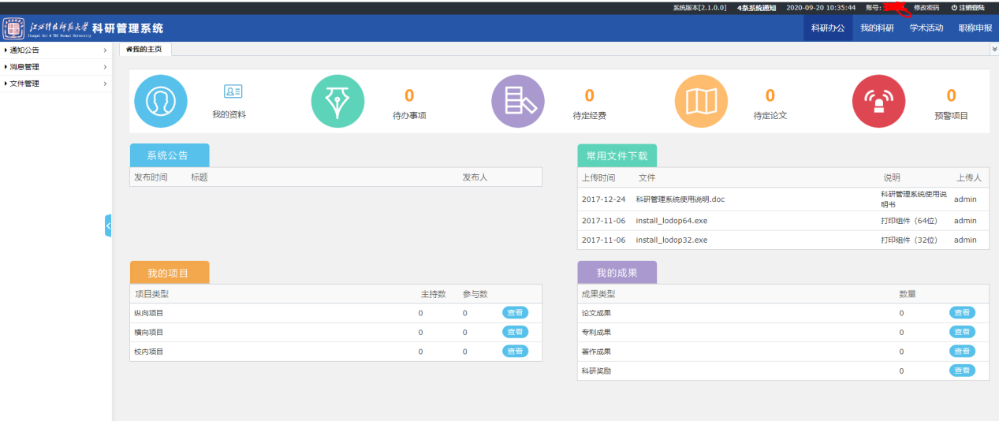 系统版本[2.1.0.0] 4条系统通知 2020-09-20 10:35:44 账号: 修改密码 注销登陆
江西科技师范大学 科研管理系统
科研办公 我的科研 学术活动 职称申报
通知公告
消息管理
文件管理
我的主页
我的资料
0
待办事项
0
待定经费
0
待定论文
0
预警项目
系统公告
发布时间 标题 发布人
常用文件下载
上传时间 文件 说明 上传人
2017-12-24 科研管理系统使用说明.doc 科研管理系统使用说
明书 admin
2017-11-06 install_lodop64.exe 打印组件（64位） admin
2017-11-06 install_lodop32.exe 打印组件（32位） admin
我的项目
项目类型 主持数 参与数
纵向项目 0 0 查看
横向项目 0 0 查看
校内项目 0 0 查看
我的成果
成果类型 数量
论文成果 0 查看
专利成果 0 查看
著作成果 0 查看
科研奖励 0 查看